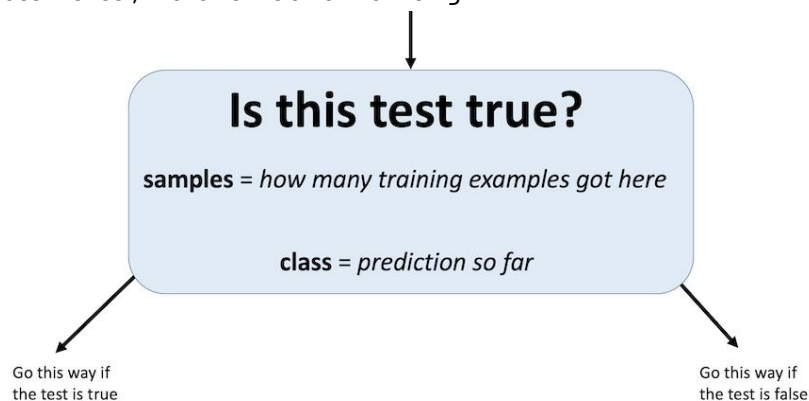 Is this test true?
samples = how many training examples got here
class = prediction so far
Go this way if
the test is true
Go this way if
the test is false